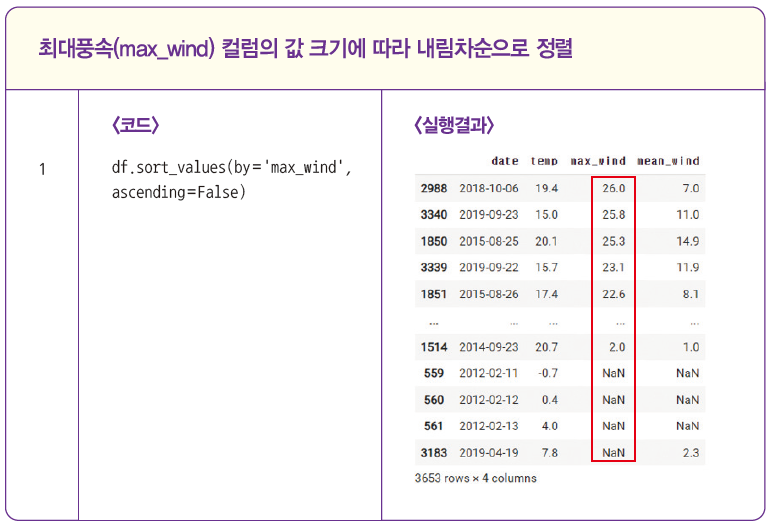 최대풍속(max_wind) 컬럼의 값 크기에 따라 내림차순으로 정렬
<코드>
<실행결과>
1
df.sort_values(by='max_wind',
ascending=False)
date temp max_wind mean_wind
2988 2018-10-06 19.4 26.0 7.0
3340 2019-09-23 15.0 25.8 11.0
1850 2015-08-25 20.1 25.3 14.9
3339 2019-09-22 15.7 23.1 11.9
1851 2015-08-26 17.4 22.6 8.1
... ... ... ... ...
1514 2014-09-23 20.7 2.0 1.0
559 2012-02-11 -0.7 NaN NaN
560 2012-02-12 0.4 NaN NaN
561 2012-02-13 4.0 NaN NaN
3183 2019-04-19 7.8 NaN 2.3
3653 rows × 4 columns